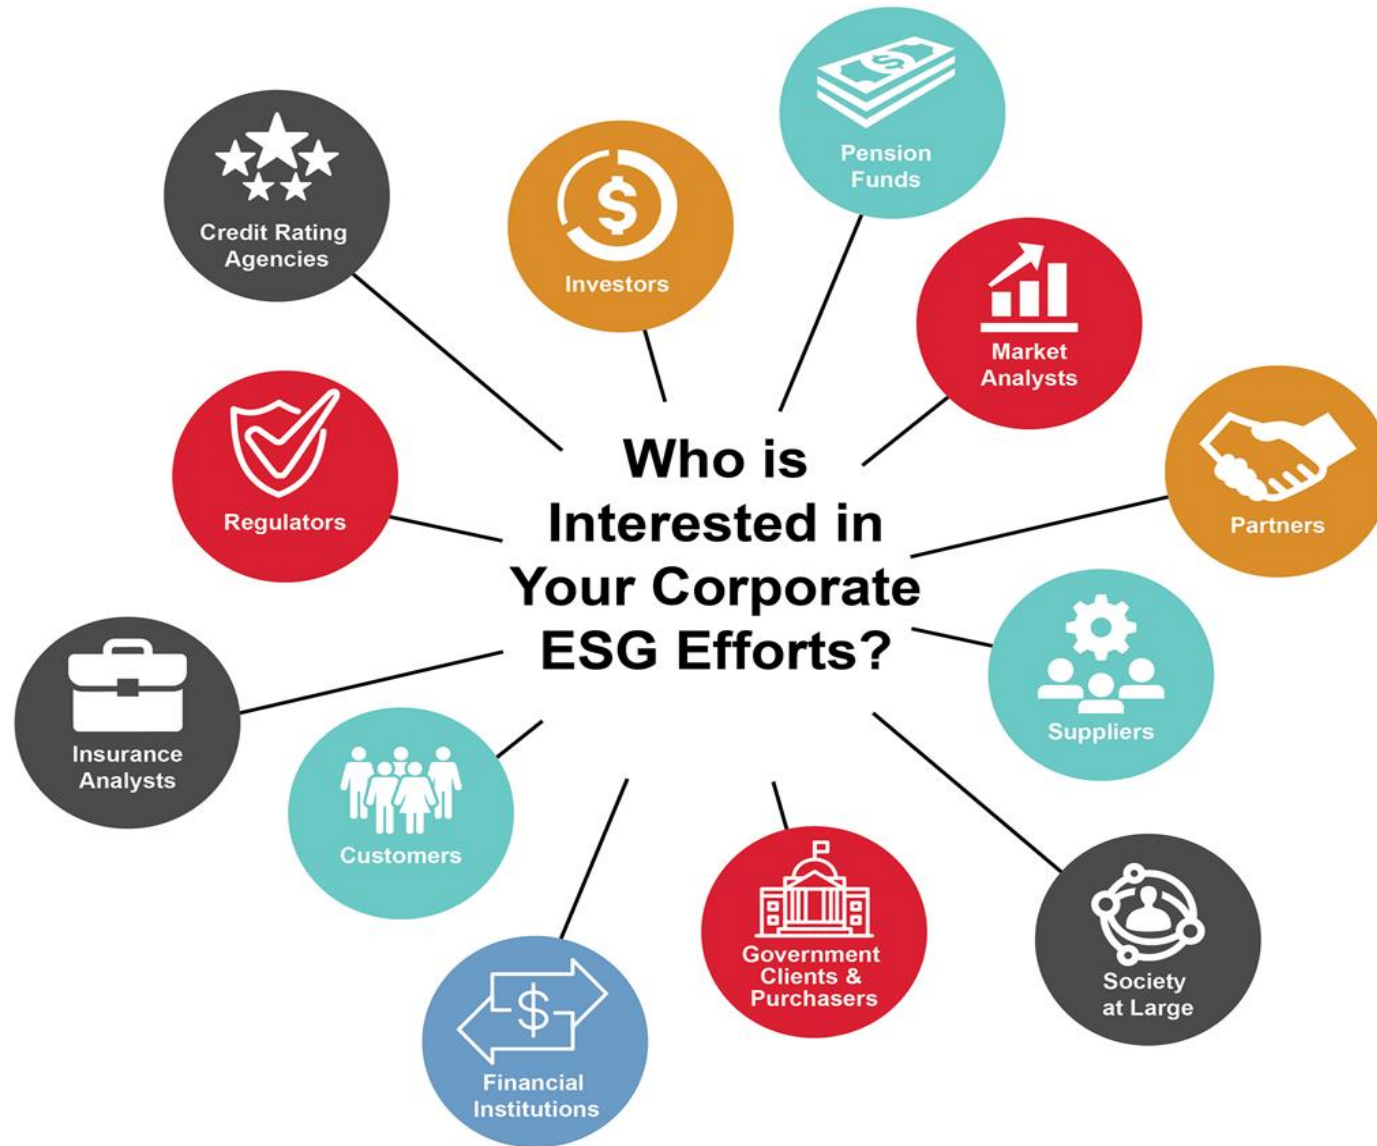 Pension
Funds
Credit Rating
Agencies
Investors
Market
Analysts
Who is
Interested in
Your Corporate
ESG Efforts?
Regulators
Partners
Insurance
Analysts
Suppliers
Customers
Government
Clients &
Purchasers
Society
at Large
$
Financial
Institutions